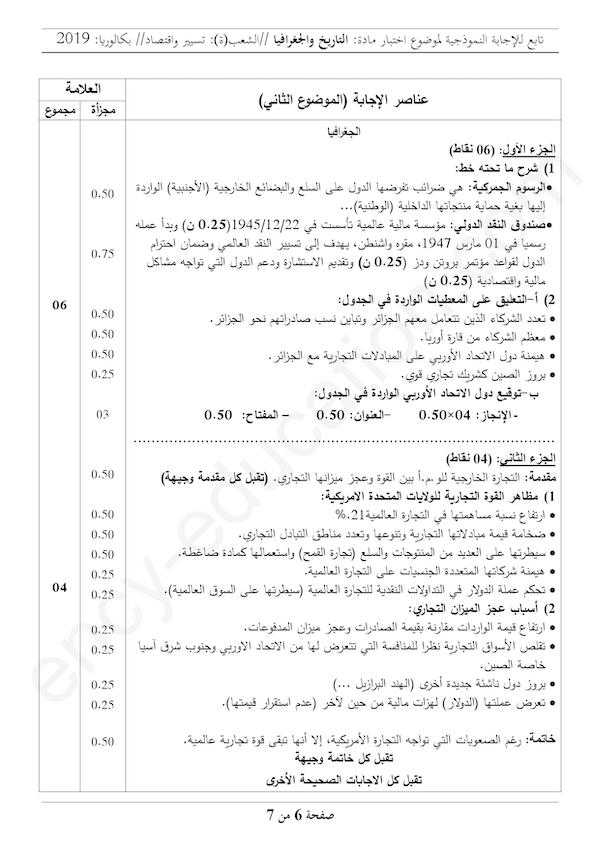 تابع للإجابة النموذجية لموضوع اختبار مادة: التاريخ والجغرافيا //الشعب(ة): تسيير واقتصاد// بكالوريا: 2019
العلامة
عناصر الإجابة (الموضوع الثاني)
مجموع
مجزأة
الجغرافيا
الجزء الأول: (06 نقاط)
1) شرح ما تحته خط:
•الرسوم الجمركية: هي ضرائب تفرضها الدول على السلع والبضائع الخارجية (الأجنبية) الواردة
0.50
إليها بغية حماية منتجاتها الداخلية (الوطنية)...
•صندوق النقد الدولي: مؤسسة مالية عالمية تأسست في 1945/12/22(0.25 ن) وبدأ عمله
رسميا في 01 مارس 1947، مقره واشنطن، يهدف إلى تسيير النقد العالمي وضمان احترام
0.75
الدول لقواعد مؤتمر بروتن ودز (0.25 ن) وتقديم الاستشارة ودعم الدول التي تواجه مشاكل
مالية واقتصادية (0.25 ن)
2) أ-التعليق على المعطيات الواردة في الجدول:
06
• تعدد الشركاء الذين تتعامل معهم الجزائر وتباين نسب صادراتهم نحو الجزائر.
0.50
• معظم الشركاء من قارة أوربا.
0.50
• هيمنة دول الاتحاد الأوربي على المبادلات التجارية مع الجزائر.
0.50
• بروز الصين كشريك تجاري قوي.
0.25
ب-توقيع دول الاتحاد الأوربي الواردة في الجدول:
- الإنجاز: 04×0.50 -العنوان: 0.50 – المفتاح: 0.50
03
الجزء الثاني: (04 نقاط)
مقدمة: التجارة الخارجية للو.م.أ بين القوة وعجز ميزانها التجاري. (تقبل كل مقدمة وجيهة)
0.50
1) مظاهر القوة التجارية للولايات المتحدة الامريكية:
• ارتفاع نسبة مساهمتها في التجارة العالمية21.%
0.50
• ضخامة قيمة مبادلاتها التجارية وتنوعها وتعدد مناطق التبادل التجاري.
0.50
• سيطرتها على العديد من المنتوجات والسلع (تجارة القمح) واستعمالها كمادة ضاغطة.
0.50
• هيمنة شركاتها المتعددة الجنسيات على التجارة العالمية.
0.25
• تحكم عملة الدولار في التداولات النقدية للتجارة العالمية (سيطرتها على السوق العالمية).
0.25
04
2) أسباب عجز الميزان التجاري:
• ارتفاع قيمة الواردات مقارنة بقيمة الصادرات وعجز ميزان المدفوعات.
0.25
• تقلص الأسواق التجارية نظرا للمنافسة التي تتعرض لها من الاتحاد الاوربي وجنوب شرق آسيا
0.25
خاصة الصين.
• بروز دول ناشئة جديدة أخرى (الهند البرازيل ...)
0.25
• تعرض عملتها (الدولار) لهزات مالية من حين لآخر (عدم استقرار قيمتها).
0.25
خاتمة: رغم الصعوبات التي تواجه التجارة الأمريكية، إلا أنها تبقى قوة تجارية عالمية.
0.50
تقبل كل خاتمة وجيهة
تقبل كل الاجابات الصحيحة الأخرى
صفحة 6 من 7
ency-education.com